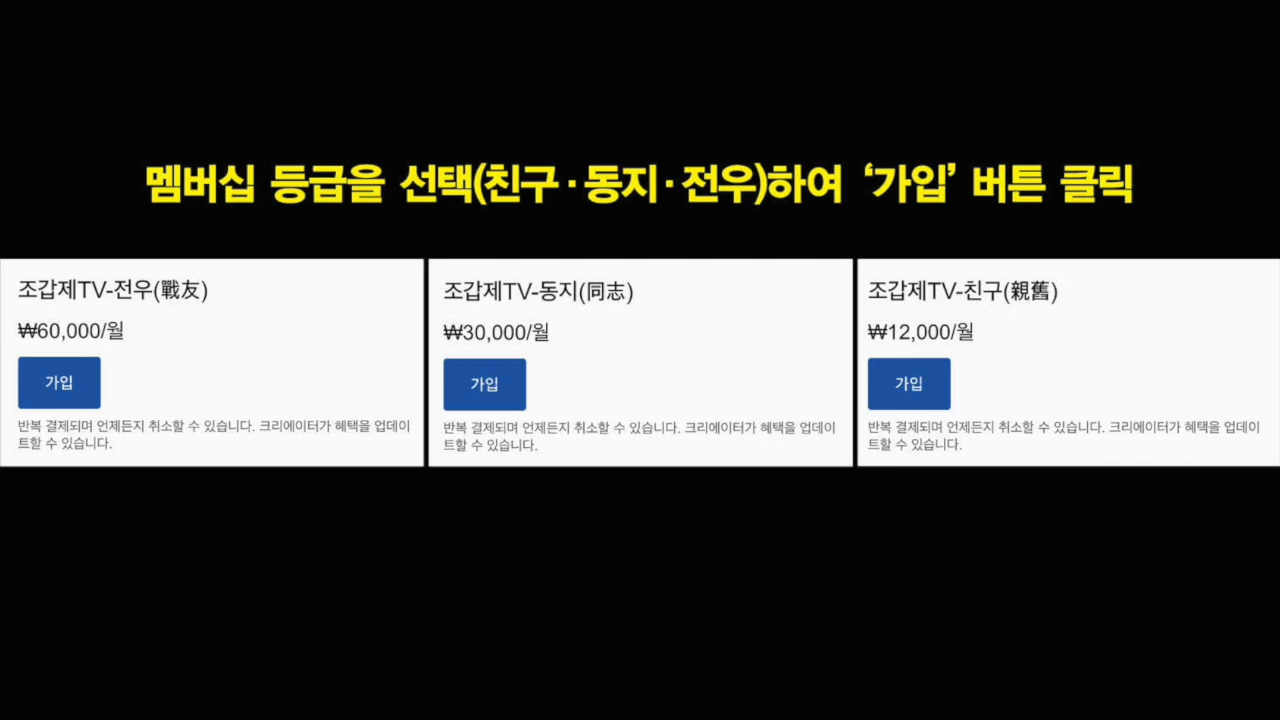 멤버십 등급을 선택(친구·동지·전우)하여 ‘가입’ 버튼 클릭
조갑제TV-전우(戰友)
₩60,000/월
가입
반복 결제되며 언제든지 취소할 수 있습니다. 크리에이터가 혜택을 업데이
트할 수 있습니다.
조갑제TV-동지(同志)
₩30,000/월
가입
반복 결제되며 언제든지 취소할 수 있습니다. 크리에이터가 혜택을 업데이
트할 수 있습니다.
조갑제TV-친구(親舊)
₩12,000/월
가입
반복 결제되며 언제든지 취소할 수 있습니다. 크리에이터가 혜택을 업데이
트할 수 있습니다.